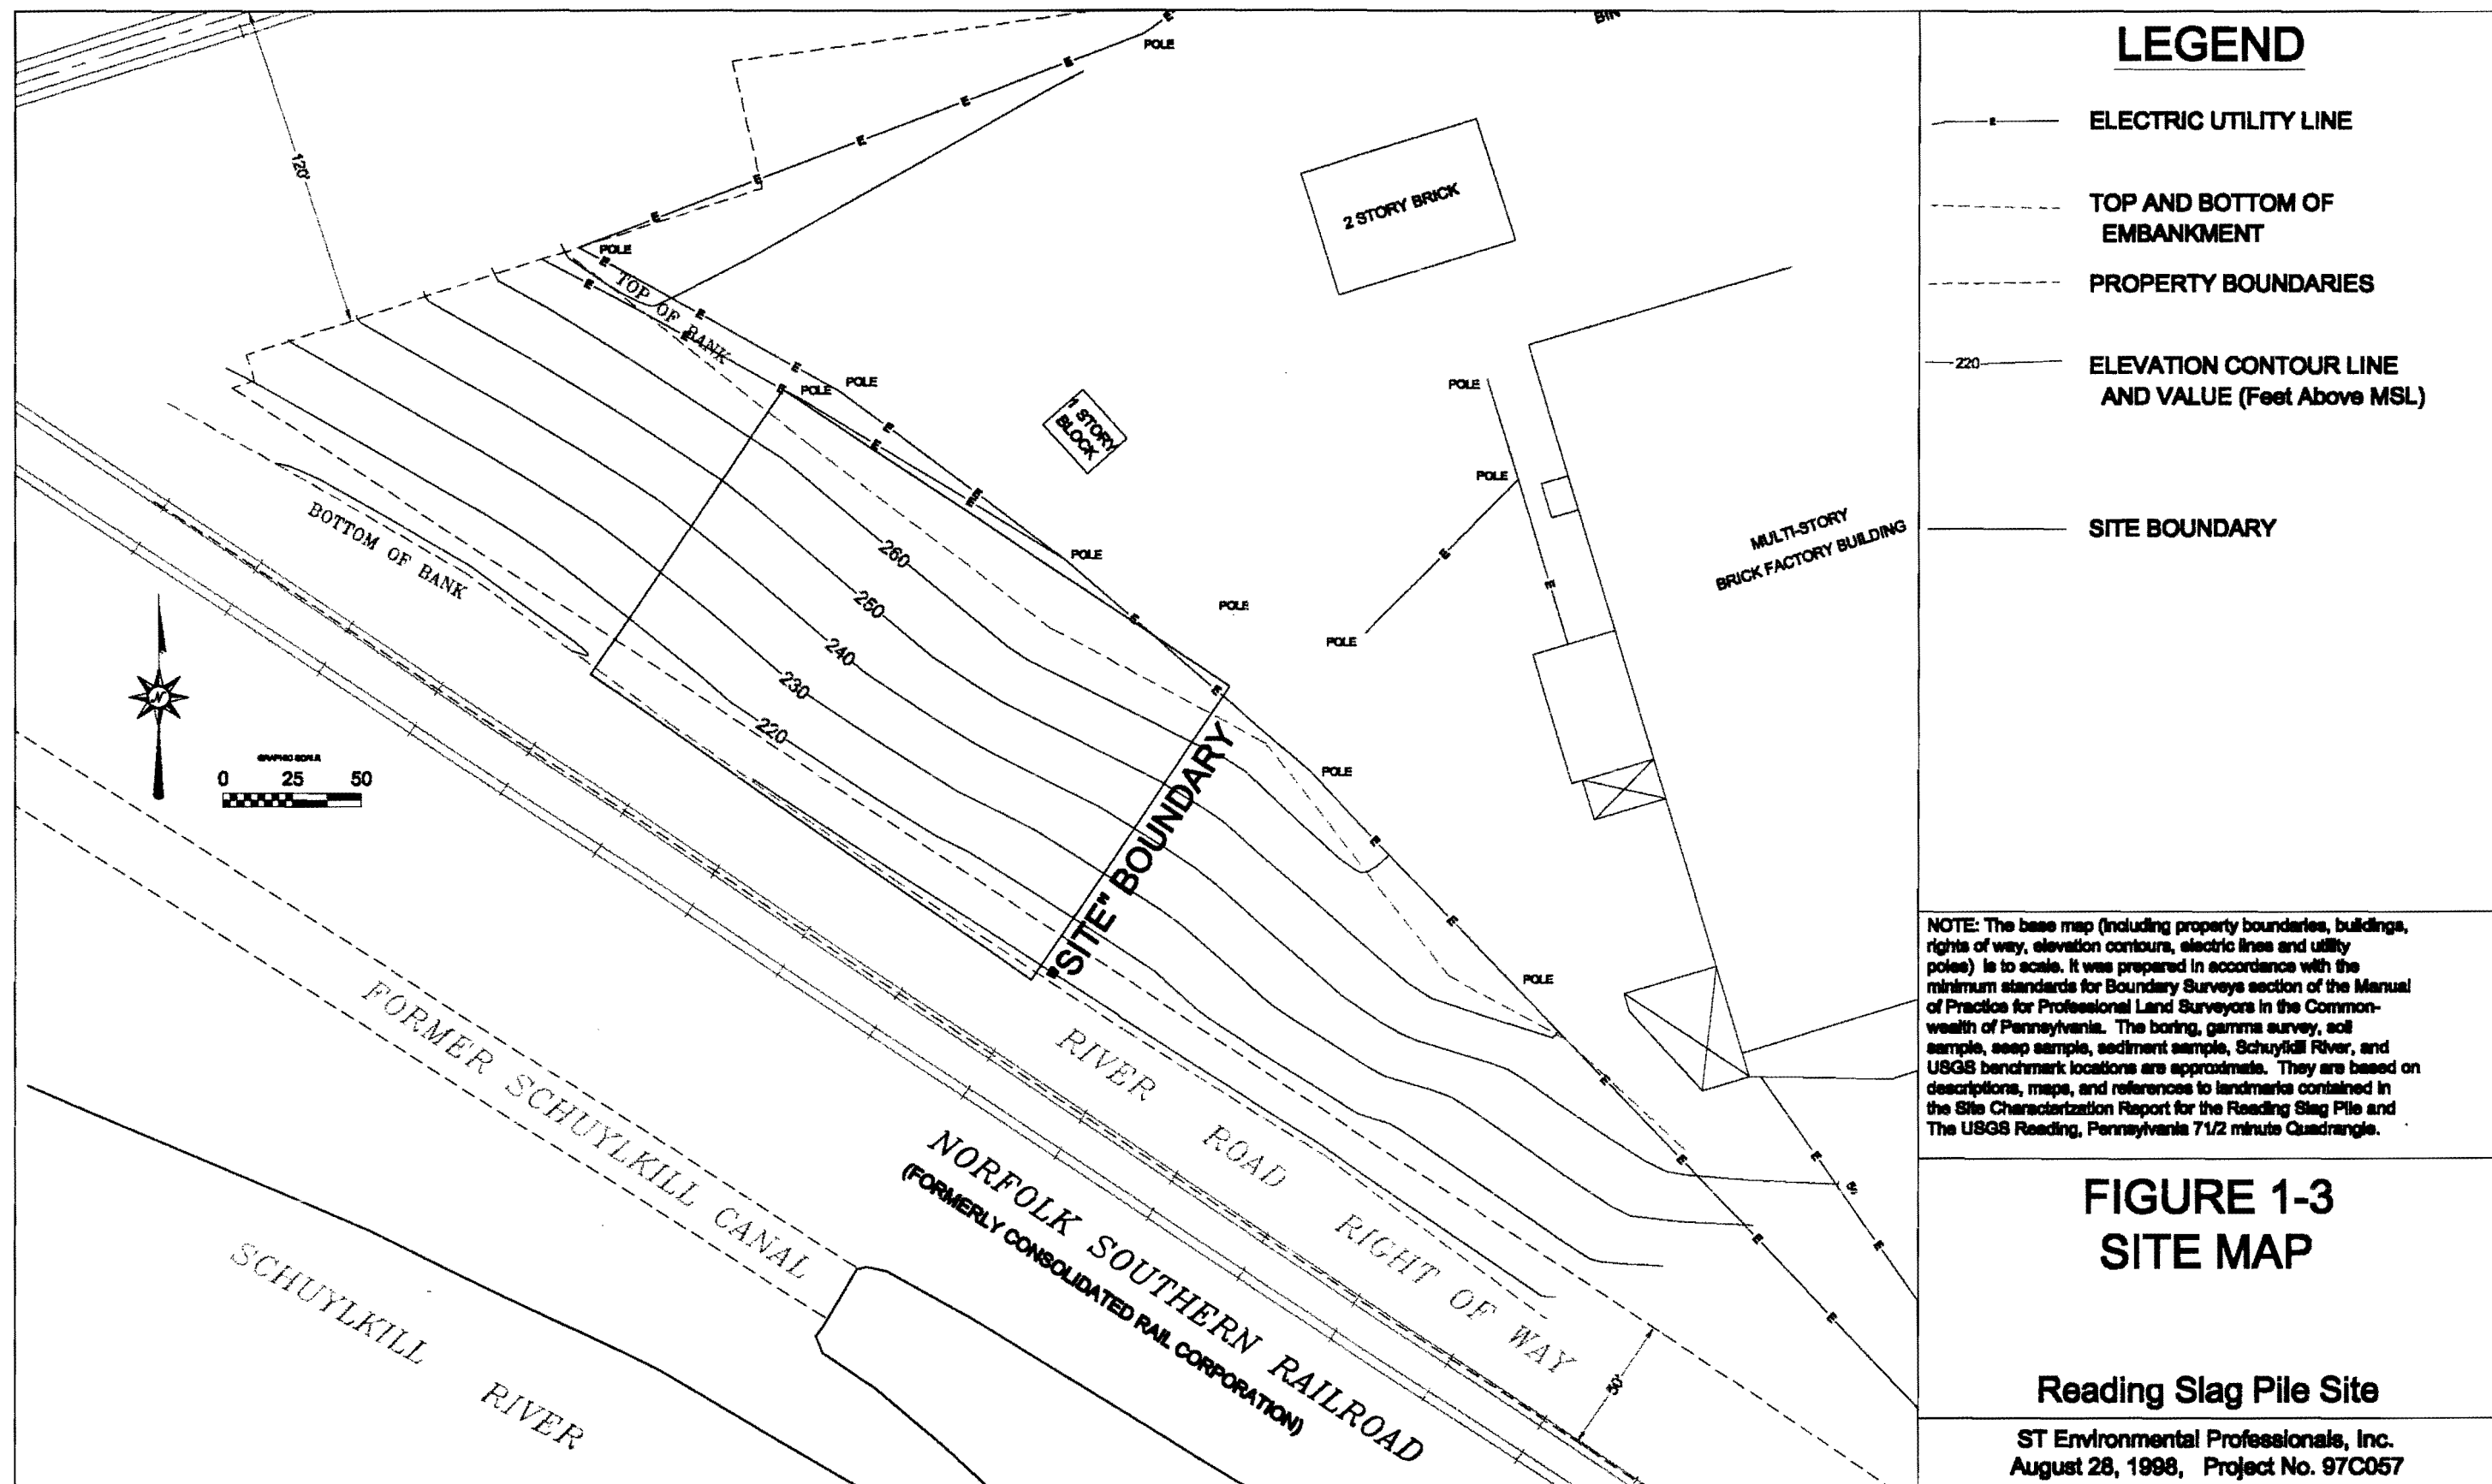 BIN
E
POLE
E
E
E
120'
E
E
2 STORY BRICK
POLE
E
E
TOP OF BANK
E
E
E
POLE
POLE
E
1 STORY
BLOCK
POLE
E
E
E
E
POLE
BOTTOM OF BANK
260
MULTI-STORY
BRICK FACTORY BUILDING
POLE
E
E
250
POLE
E
POLE
240
230
E
220
N
GRAPHIC SCALE
0 25 50
POLE
"SITE" BOUNDARY
E
E
POLE
FORMER SCHUYLKILL CANAL
RIVER ROAD RIGHT OF WAY
E
E
E
E
E
E
NORFOLK SOUTHERN RAILROAD
(FORMERLY CONSOLIDATED RAIL CORPORATION)
SCHUYLKILL RIVER
LEGEND
E
ELECTRIC UTILITY LINE
TOP AND BOTTOM OF
EMBANKMENT
PROPERTY BOUNDARIES
220
ELEVATION CONTOUR LINE
AND VALUE (Feet Above MSL)
SITE BOUNDARY
NOTE: The base map (including property boundaries, buildings,
rights of way, elevation contours, electric lines and utility
poles) is to scale. It was prepared in accordance with the
minimum standards for Boundary Surveys section of the Manual
of Practice for Professional Land Surveyors in the Common-
wealth of Pennsylvania. The boring, gamma survey, soil
sample, seep sample, sediment sample, Schuylkill River, and
USGS benchmark locations are approximate. They are based on
descriptions, maps, and references to landmarks contained in
the Site Characterization Report for the Reading Slag Pile and
The USGS Reading, Pennsylvania 71/2 minute Quadrangle.
FIGURE 1-3
SITE MAP
Reading Slag Pile Site
ST Environmental Professionals, Inc.
August 28, 1998, Project No. 97C057